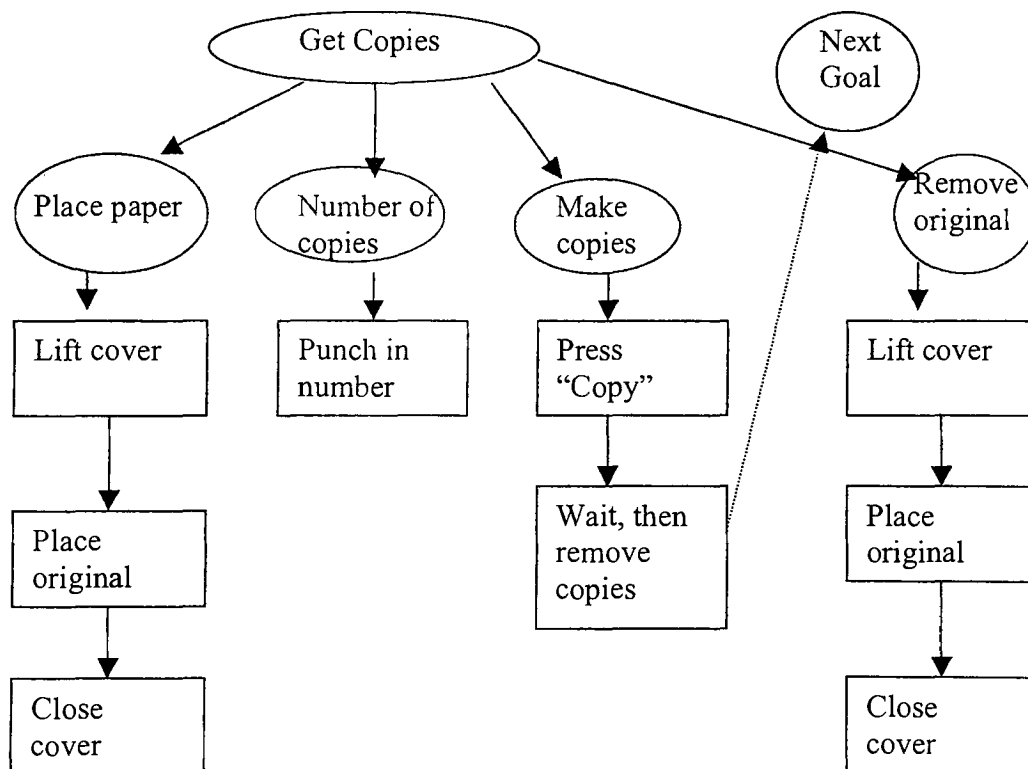 Get Copies
Next
Goal
Place paper
Number of
copies
Make
copies
Remove
original
Lift cover
Punch in
number
Press
“Copy”
Lift cover
Place
original
Wait, then
remove
copies
Place
original
Close
cover
Close
cover